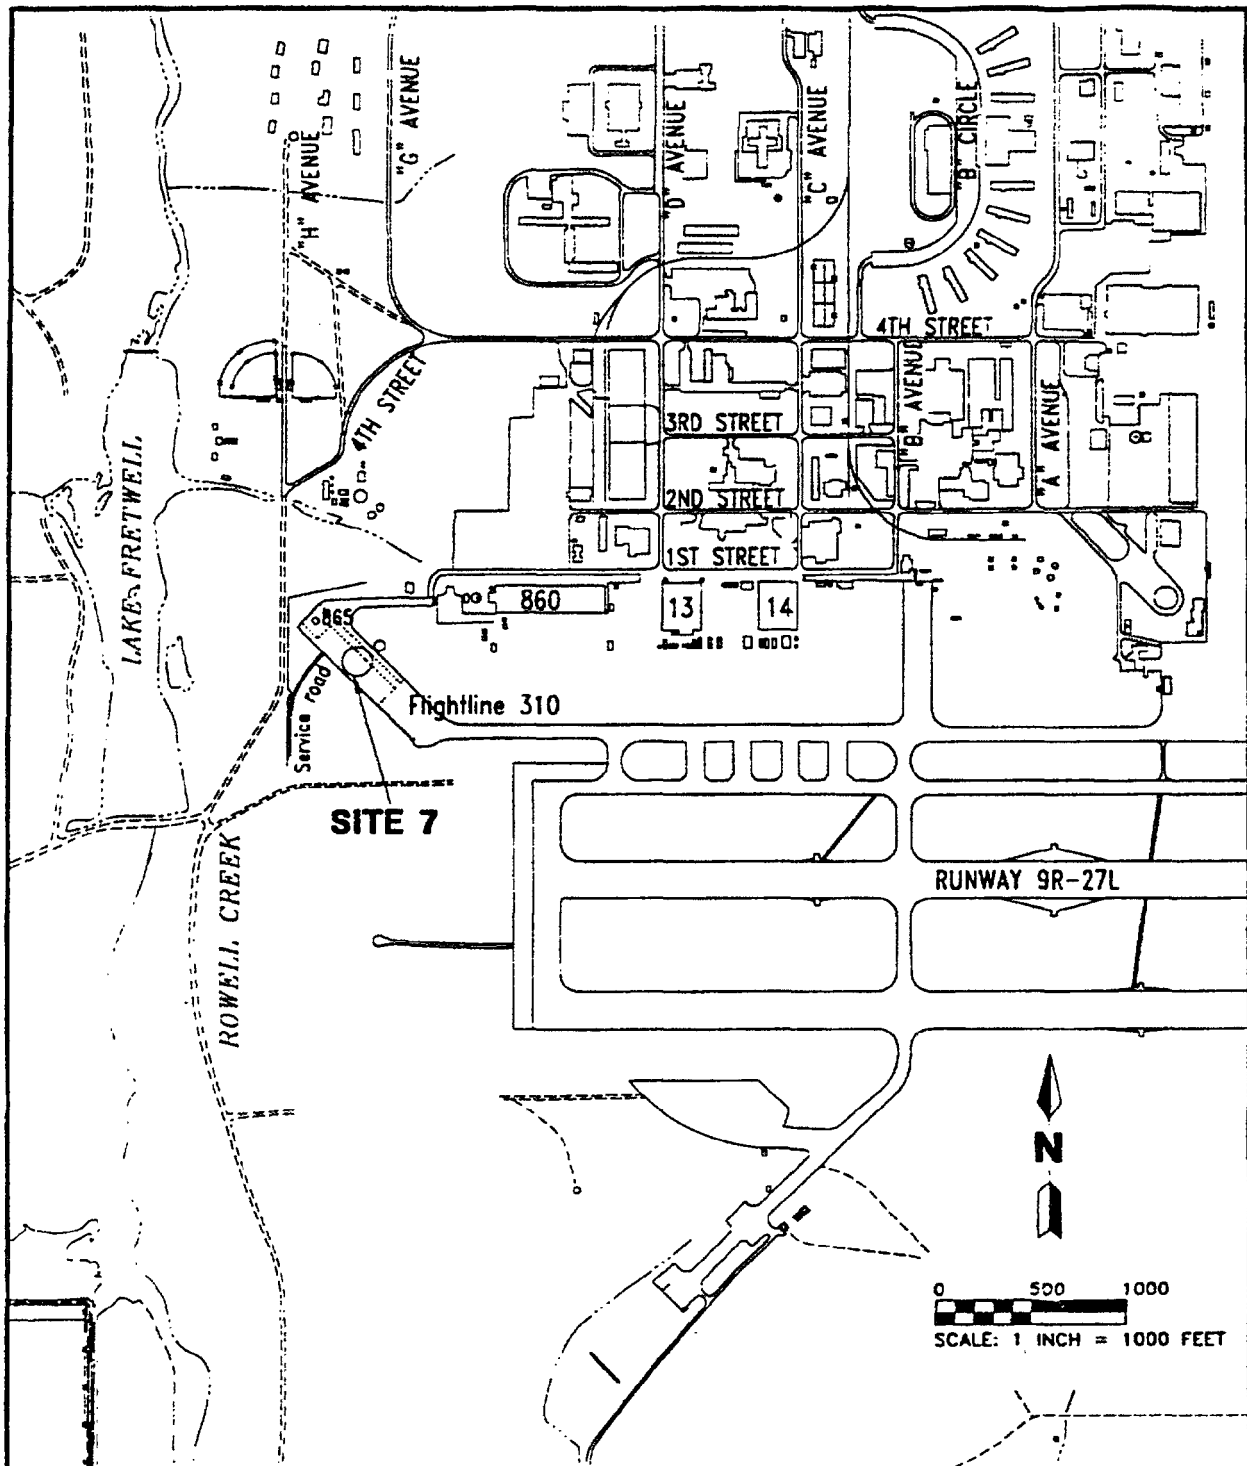 "H" AVENUE
"G" AVENUE
"D" AVENUE
"C" AVENUE
"B" CIRCLE
4TH STREET
4TH STREET
"B" AVENUE
"A" AVENUE
3RD STREET
2ND STREET
1ST STREET
LAKE FRETWELL
860
13
14
865
Service road
Flightline 310
SITE 7
ROWELL CREEK
RUNWAY 9R-27L
N
0 500 1000
SCALE: 1 INCH = 1000 FEET